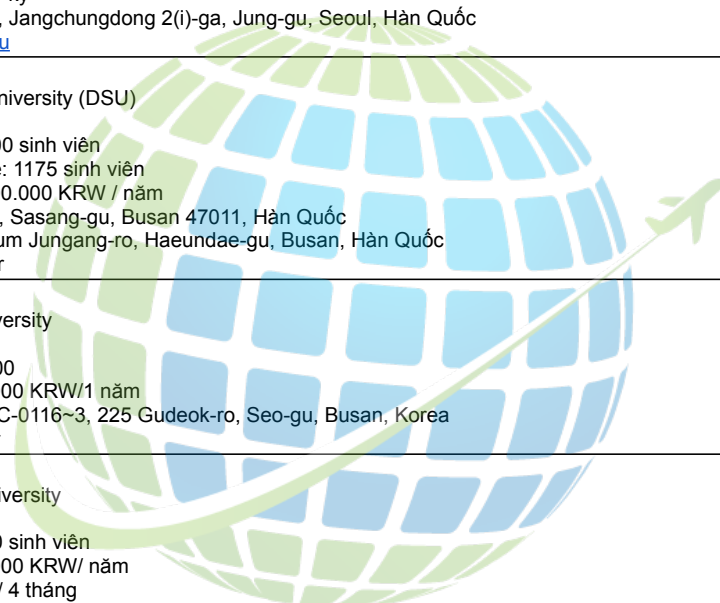 , Jangchungdong 2(i)-ga, Jung-gu, Seoul, Hàn Quốc
u
niversity (DSU)
00 sinh viên
e: 1175 sinh viên
00.000 KRW / năm
, Sasang-gu, Busan 47011, Hàn Quốc
um Jungang-ro, Haeundae-gu, Busan, Hàn Quốc
r
versity
00
000 KRW/1 năm
C-0116~3, 225 Gudeok-ro, Seo-gu, Busan, Korea
iversity
0 sinh viên
000 KRW/ năm
/ 4 tháng